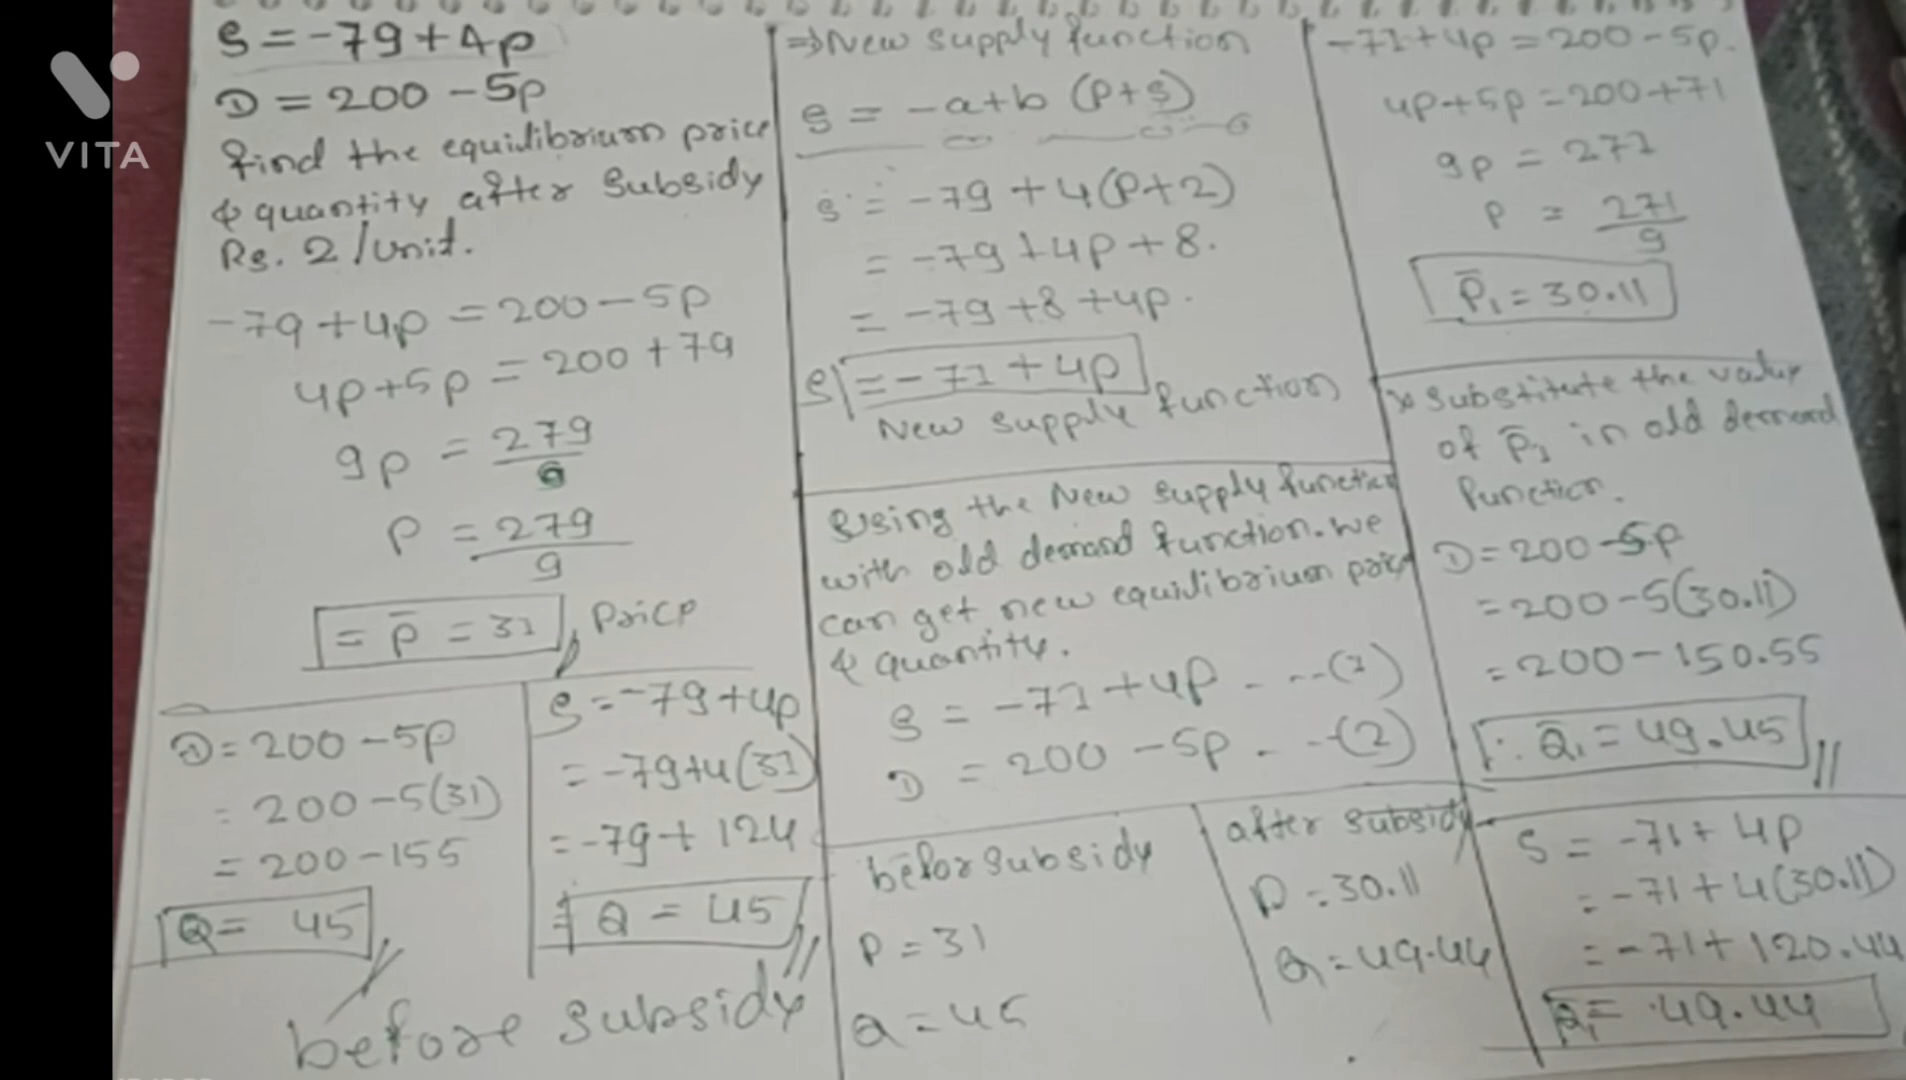 VITA
S = -79 + 4p
D = 200 - 5p
find the equilibrium price
& quantity after subsidy
Rs. 2 / unit.
-79 + 4p = 200 - 5p
4p + 5p = 200 + 79
9p = 279/9
P = 279/9
= p̄ = 31, price
D = 200 - 5p
= 200 - 5(31)
= 200 - 155
Q = 45
S = -79 + 4p
= -79 + 4(31)
= -79 + 124
= Q = 45
before subsidy
⇒ New supply function
S = -a + b (P + s)
S = -79 + 4(P + 2)
= -79 + 4p + 8.
= -79 + 8 + 4p.
S = -71 + 4p
New supply function
Using the New supply function
with old demand function. we
can get new equilibrium price
& quantity.
S = -71 + 4p - --(1)
D = 200 - 5p - --(2)
befor subsidy
P = 31
Q = 45
after subsidy
P = 30.11
Q = 49.44
-71 + 4p = 200 - 5p.
4p + 5p = 200 + 71
9p = 271
P = 271/9
P̄₁ = 30.11
* Substitute the value
of P̄₁ in old demand
function.
D = 200 - 5p
= 200 - 5(30.11)
= 200 - 150.55
∴ Q̄₁ = 49.45
S = -71 + 4p
= -71 + 4(30.11)
= -71 + 120.44
Q₁ = 49.44